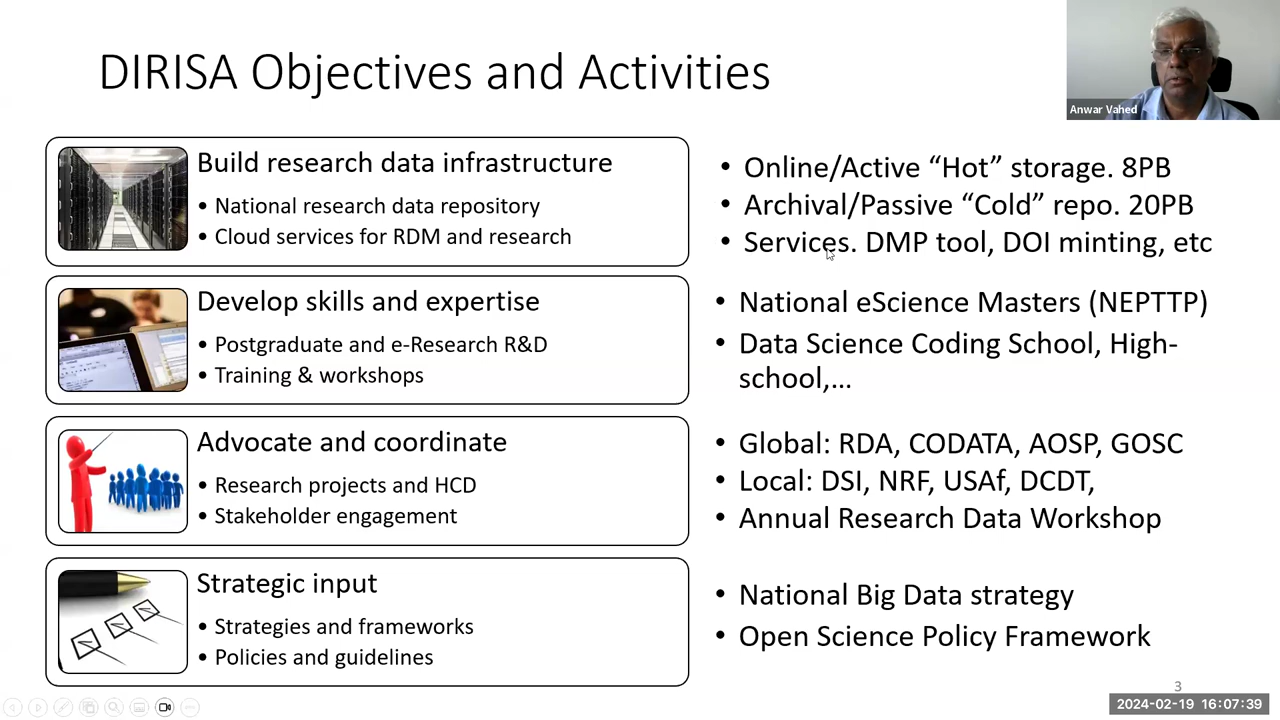 DIRISA Objectives and Activities
Anwar Vahed
Build research data infrastructure
• National research data repository
• Cloud services for RDM and research
• Online/Active “Hot” storage. 8PB
• Archival/Passive “Cold” repo. 20PB
• Services. DMP tool, DOI minting, etc
Develop skills and expertise
• Postgraduate and e-Research R&D
• Training & workshops
• National eScience Masters (NEPTTP)
• Data Science Coding School, High-
school,...
Advocate and coordinate
• Research projects and HCD
• Stakeholder engagement
• Global: RDA, CODATA, AOSP, GOSC
• Local: DSI, NRF, USAf, DCDT,
• Annual Research Data Workshop
Strategic input
• Strategies and frameworks
• Policies and guidelines
• National Big Data strategy
• Open Science Policy Framework
3
2024-02-19 16:07:39